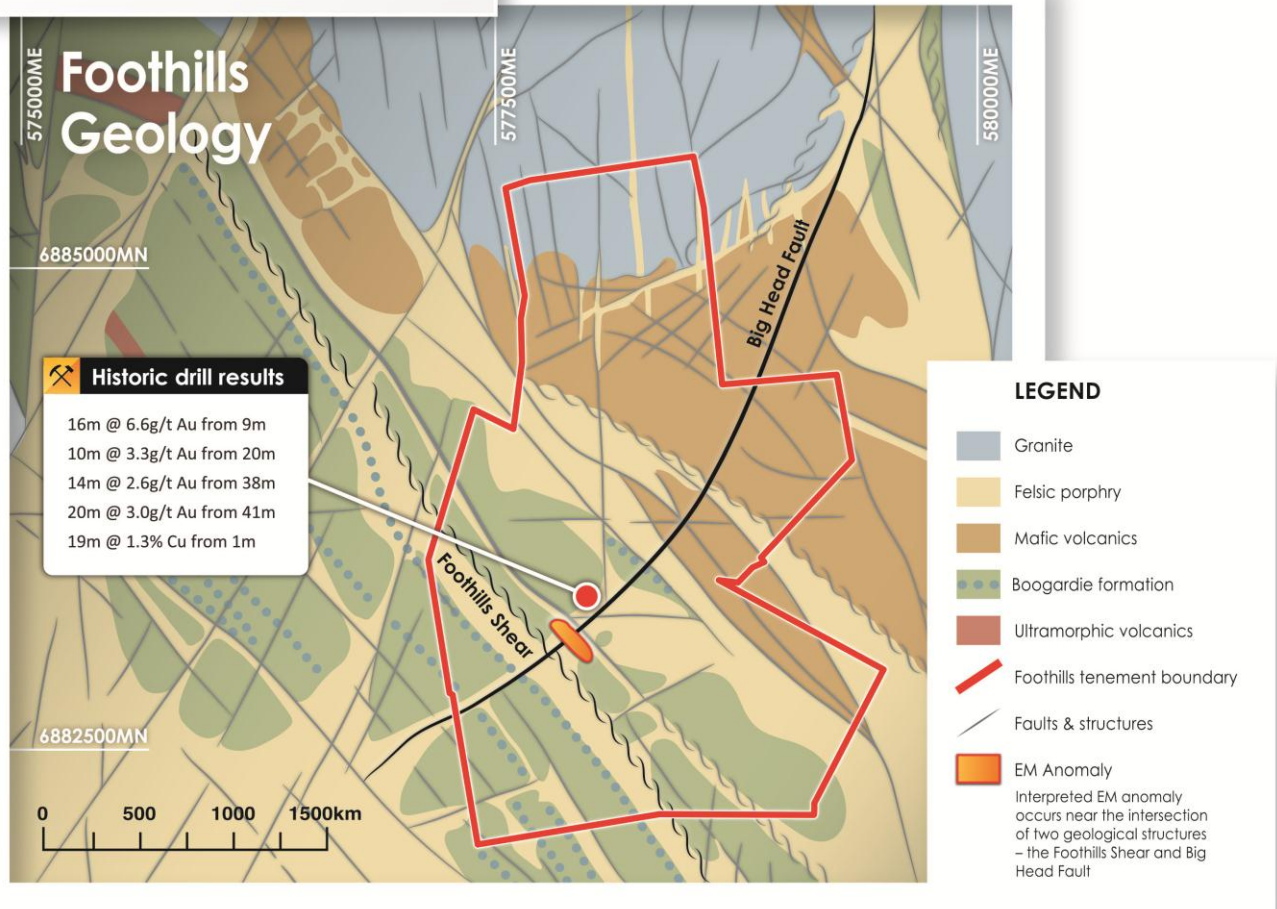 Foothills
Geology
575000ME
577500ME
580000ME
6885000MN
Big Head Fault
Historic drill results
16m @ 6.6g/t Au from 9m
10m @ 3.3g/t Au from 20m
14m @ 2.6g/t Au from 38m
20m @ 3.0g/t Au from 41m
19m @ 1.3% Cu from 1m
Foothills Shear
6882500MN
0 500 1000 1500km
LEGEND
Granite
Felsic porphry
Mafic volcanics
Boogardie formation
Ultramorphic volcanics
Foothills tenement boundary
Faults & structures
EM Anomaly
Interpreted EM anomaly
occurs near the intersection
of two geological structures
– the Foothills Shear and Big
Head Fault